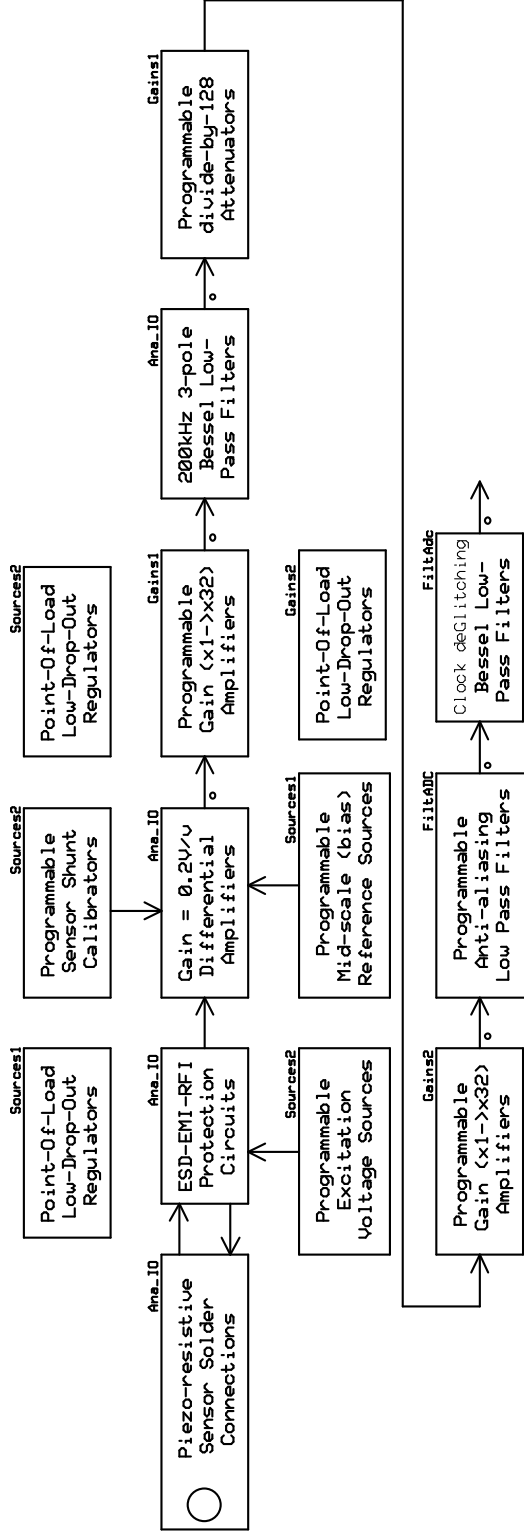 Sources1
Point-Of-Load
Low-Drop-Out
Regulators
Sources2
Programmable
Sensor Shunt
Calibrators
Sources2
Point-Of-Load
Low-Drop-Out
Regulators
Ana_IO
Piezo-resistive
Sensor Solder
Connections
Ana_IO
ESD-EMI-RFI
Protection
Circuits
Ana_IO
Gain = 0.2V/v
Differential
Amplifiers
Gains1
Programmable
Gain (x1->x32)
Amplifiers
Ana_IO
200kHz 3-pole
Bessel Low-
Pass Filters
Gains1
Programmable
divide-by-128
Attenuators
Sources2
Programmable
Excitation
Voltage Sources
Sources1
Programmable
Mid-scale (bias)
Reference Sources
Gains2
Point-Of-Load
Low-Drop-Out
Regulators
Gains2
Programmable
Gain (x1->x32)
Amplifiers
FiltADC
Programmable
Anti-aliasing
Low Pass Filters
FiltAdc
Clock deGlitching
Bessel Low-
Pass Filters